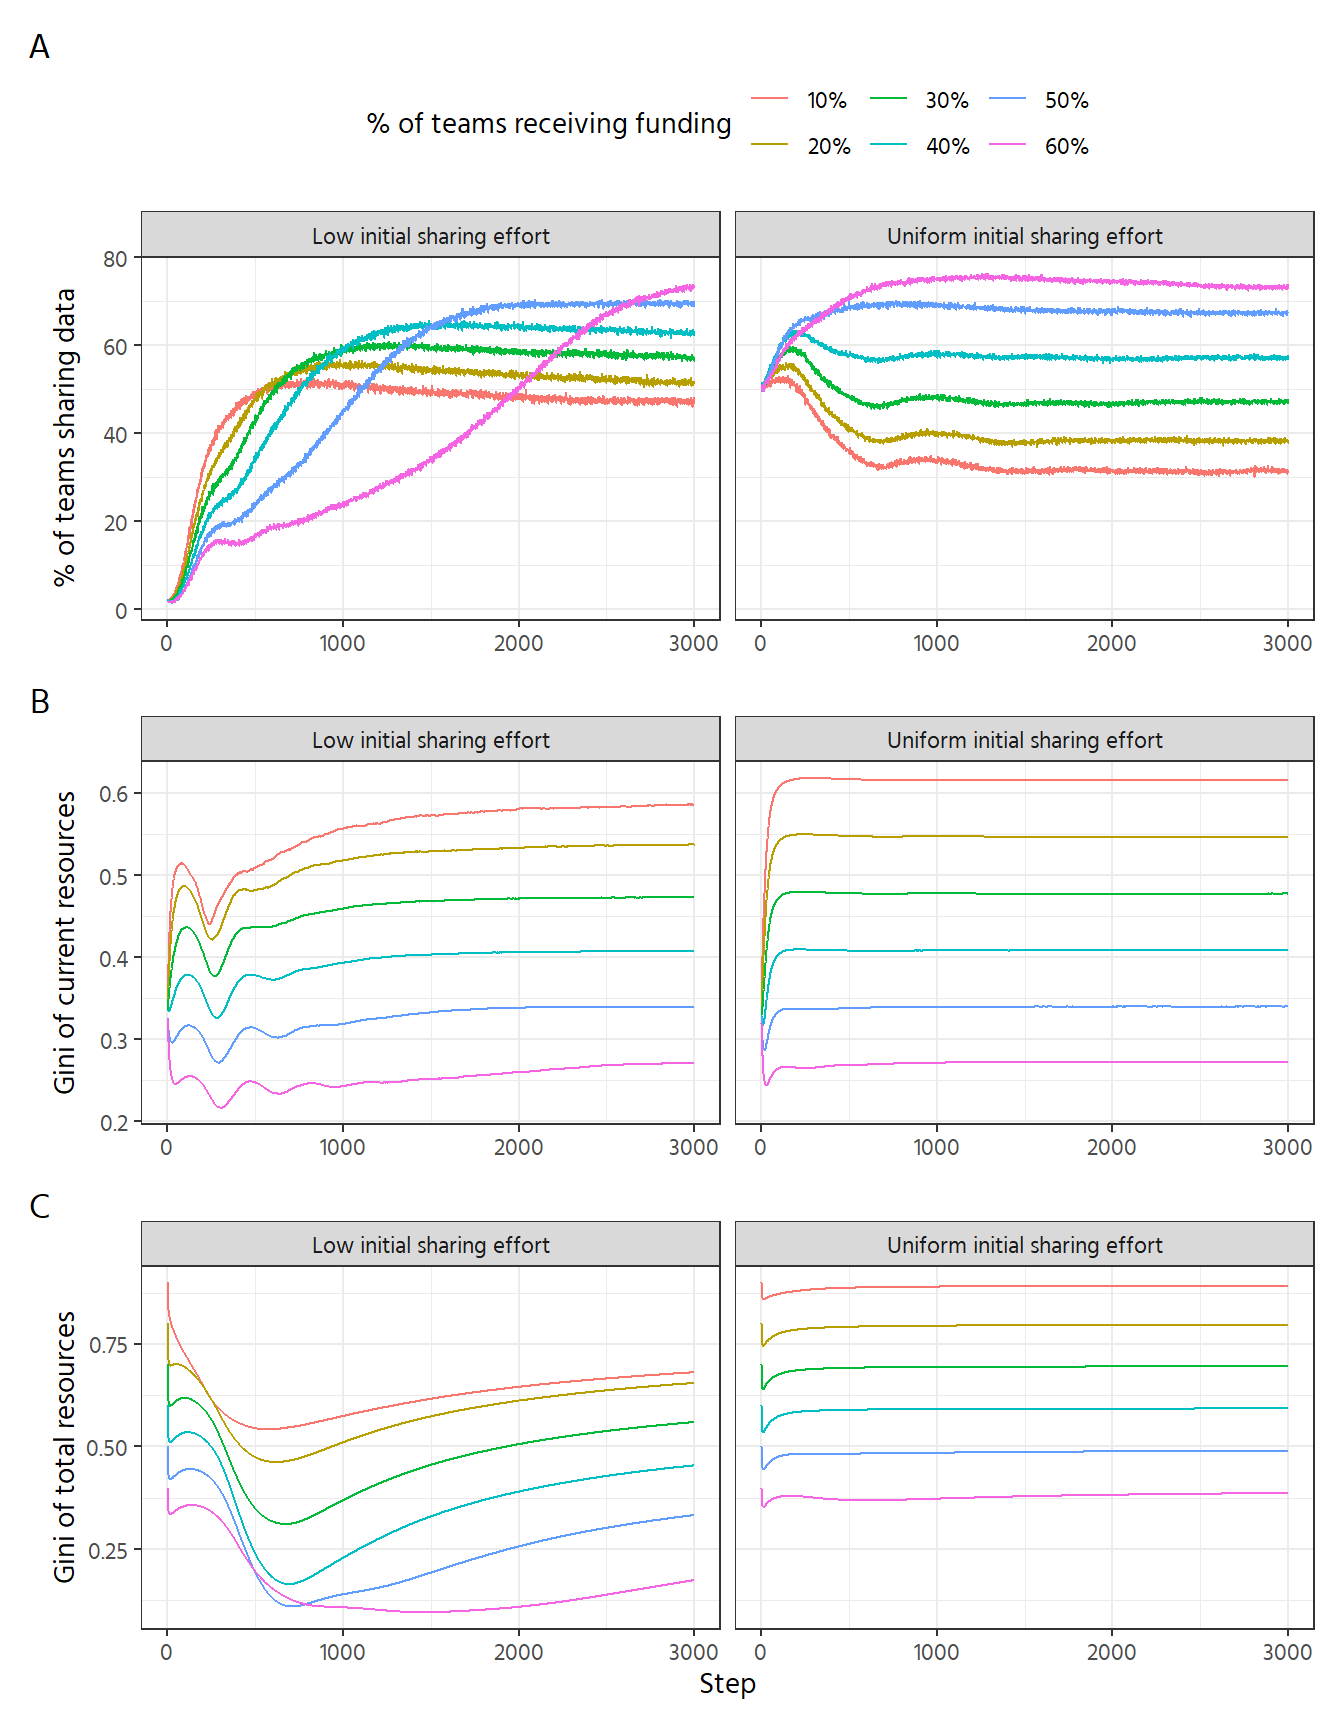 A
% of teams receiving funding
10% 30% 50%
20% 40% 60%
Low initial sharing effort Uniform initial sharing effort
% of teams sharing data
80
60
40
20
0
0 1000 2000 3000 0 1000 2000 3000
B
Low initial sharing effort Uniform initial sharing effort
Gini of current resources
0.6
0.5
0.4
0.3
0.2
0 1000 2000 3000 0 1000 2000 3000
C
Low initial sharing effort Uniform initial sharing effort
Gini of total resources
0.75
0.50
0.25
0 1000 2000 3000 0 1000 2000 3000
Step